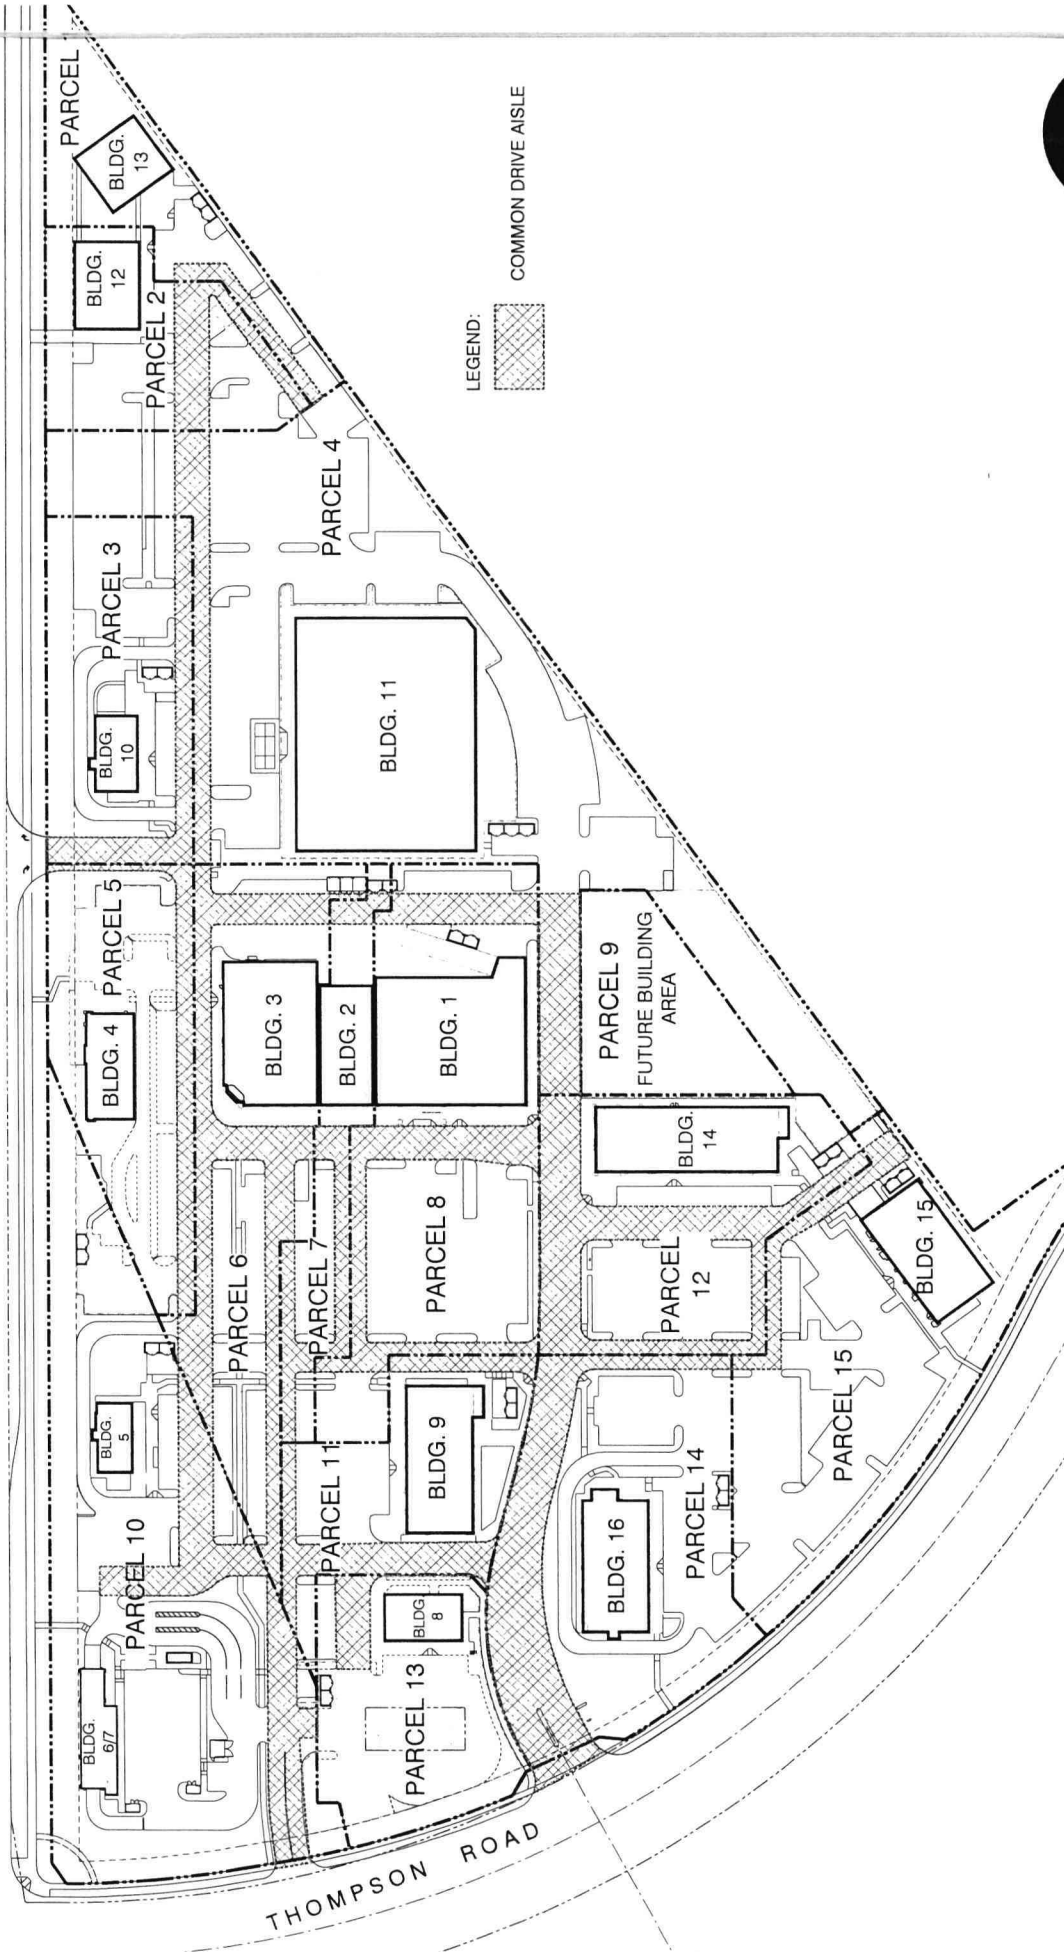 PARCEL
BLDG.
13
BLDG.
12
PARCEL 2
PARCEL 3
PARCEL 4
BLDG.
10
BLDG. 11
LEGEND:
COMMON DRIVE AISLE
PARCEL 5
BLDG. 4
BLDG. 3
BLDG. 2
BLDG. 1
PARCEL 9
FUTURE BUILDING
AREA
BLDG.
14
BLDG. 15
PARCEL 6
PARCEL 7
PARCEL 8
PARCEL
12
BLDG.
5
BLDG. 9
PARCEL 10
PARCEL 11
PARCEL 14
PARCEL 15
BLDG. 16
BLDG.
6/7
BLDG.
8
PARCEL 13
THOMPSON ROAD